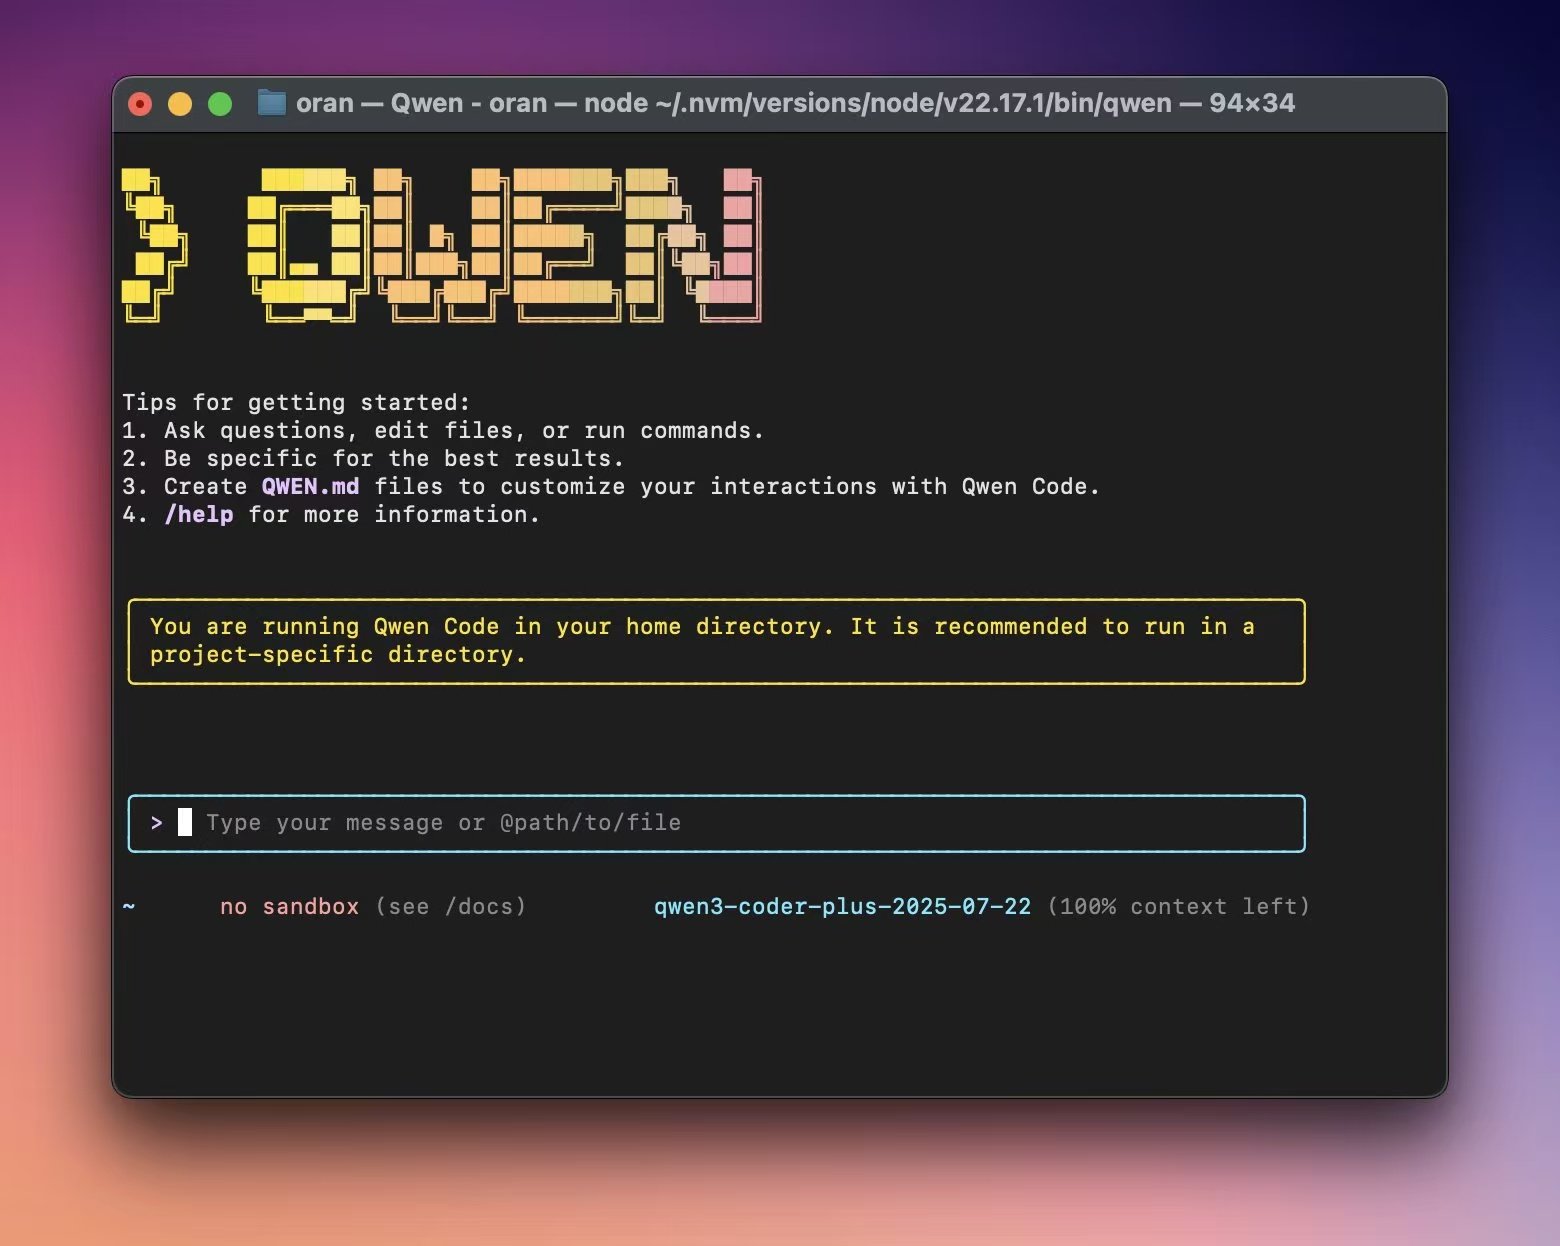 oran — Qwen - oran — node ~/.nvm/versions/node/v22.17.1/bin/qwen — 94×34
> QWEN
Tips for getting started:
1. Ask questions, edit files, or run commands.
2. Be specific for the best results.
3. Create QWEN.md files to customize your interactions with Qwen Code.
4. /help for more information.
You are running Qwen Code in your home directory. It is recommended to run in a
project-specific directory.
> Type your message or @path/to/file
~ no sandbox (see /docs) qwen3-coder-plus-2025-07-22 (100% context left)